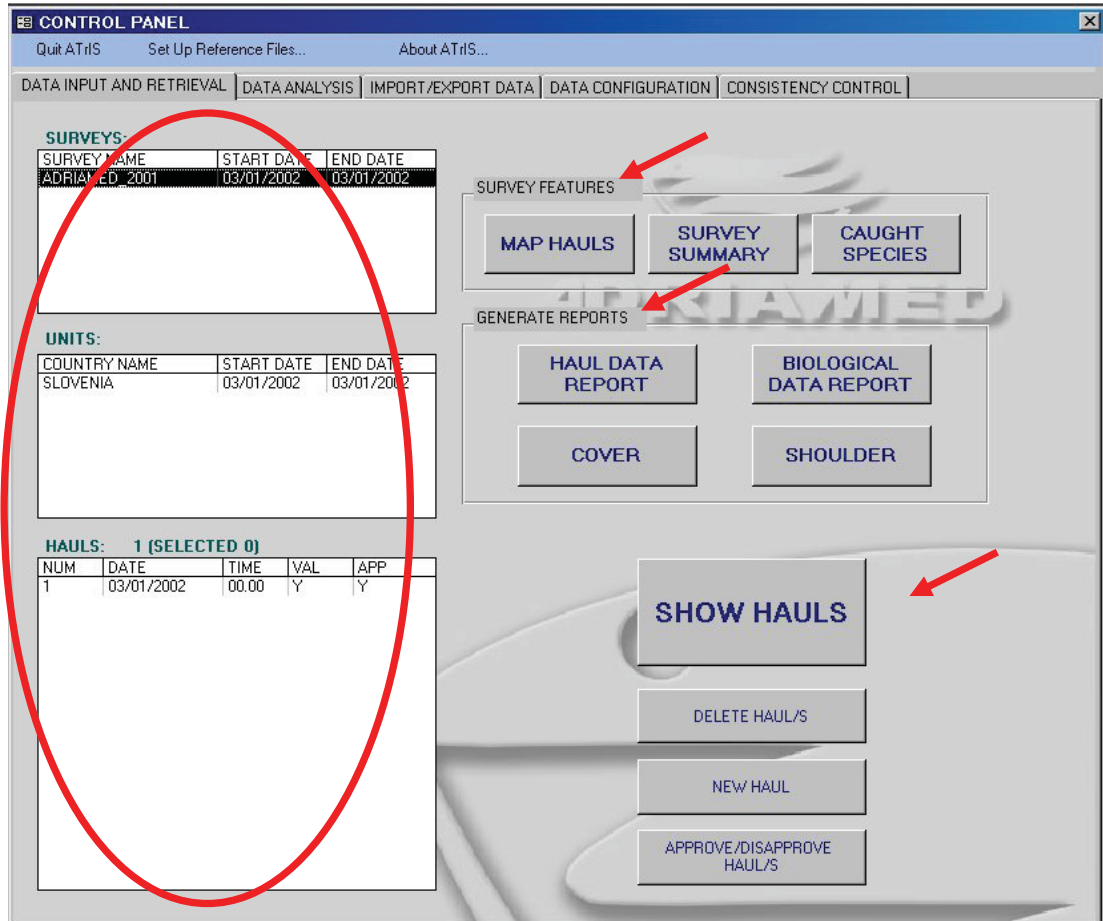 CONTROL PANEL
Quit ATrIS Set Up Reference Files... About ATrIS...
DATA INPUT AND RETRIEVAL DATA ANALYSIS IMPORT/EXPORT DATA DATA CONFIGURATION CONSISTENCY CONTROL
SURVEYS:
SURVEY NAME START DATE END DATE
ADRIAMED_2001 03/01/2002 03/01/2002
SURVEY FEATURES
MAP HAULS
SURVEY
SUMMARY
CAUGHT
SPECIES
ADRIAMED
GENERATE REPORTS
HAUL DATA
REPORT
BIOLOGICAL
DATA REPORT
COVER
SHOULDER
UNITS:
COUNTRY NAME START DATE END DATE
SLOVENIA 03/01/2002 03/01/2002
HAULS: 1 (SELECTED 0)
NUM DATE TIME VAL APP
1 03/01/2002 00.00 Y Y
SHOW HAULS
DELETE HAUL/S
NEW HAUL
APPROVE/DISAPPROVE
HAUL/S